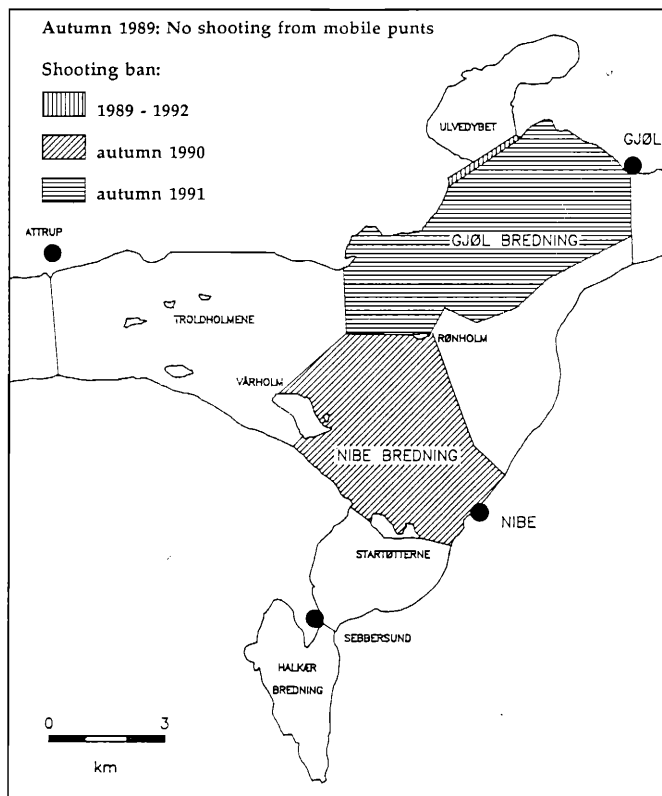 Autumn 1989: No shooting from mobile punts
Shooting ban:
1989 - 1992
autumn 1990
autumn 1991
ULVEDYBET
GJØL
ATTRUP
GJØL BREDNING
TROLDHOLMENE
RØNHOLM
VÅRHOLM
NIBE BREDNING
NIBE
STARTØTTERNE
SEBBERSUND
HALKÆR
BREDNING
0 3
km